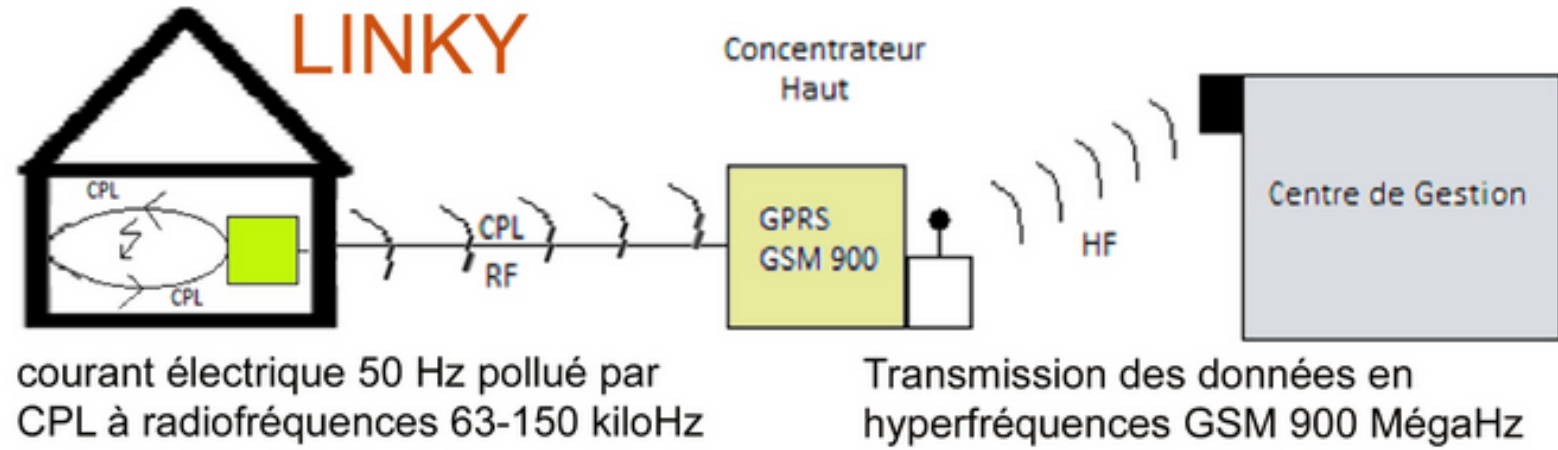 LINKY
Concentrateur
Haut
CPL
CPL
CPL
RF
GPRS
GSM 900
HF
Centre de Gestion
courant électrique 50 Hz pollué par
CPL à radiofréquences 63-150 kiloHz
Transmission des données en
hyperfréquences GSM 900 MégaHz